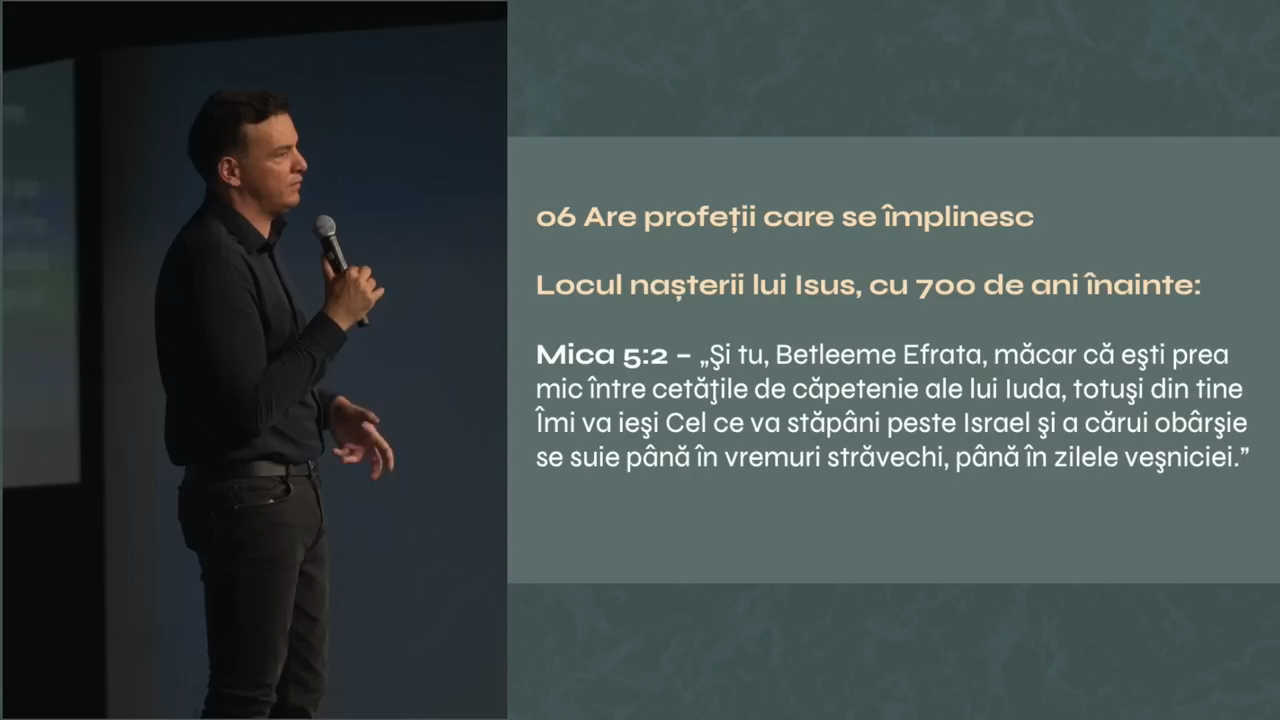 06 Are profeții care se împlinesc
Locul nașterii lui Isus, cu 700 de ani înainte:
Mica 5:2 – „Şi tu, Betleeme Efrata, măcar că eşti prea
mic între cetăţile de căpetenie ale lui Iuda, totuşi din tine
Îmi va ieşi Cel ce va stăpâni peste Israel şi a cărui obârşie
se suie până în vremuri străvechi, până în zilele veşniciei.”